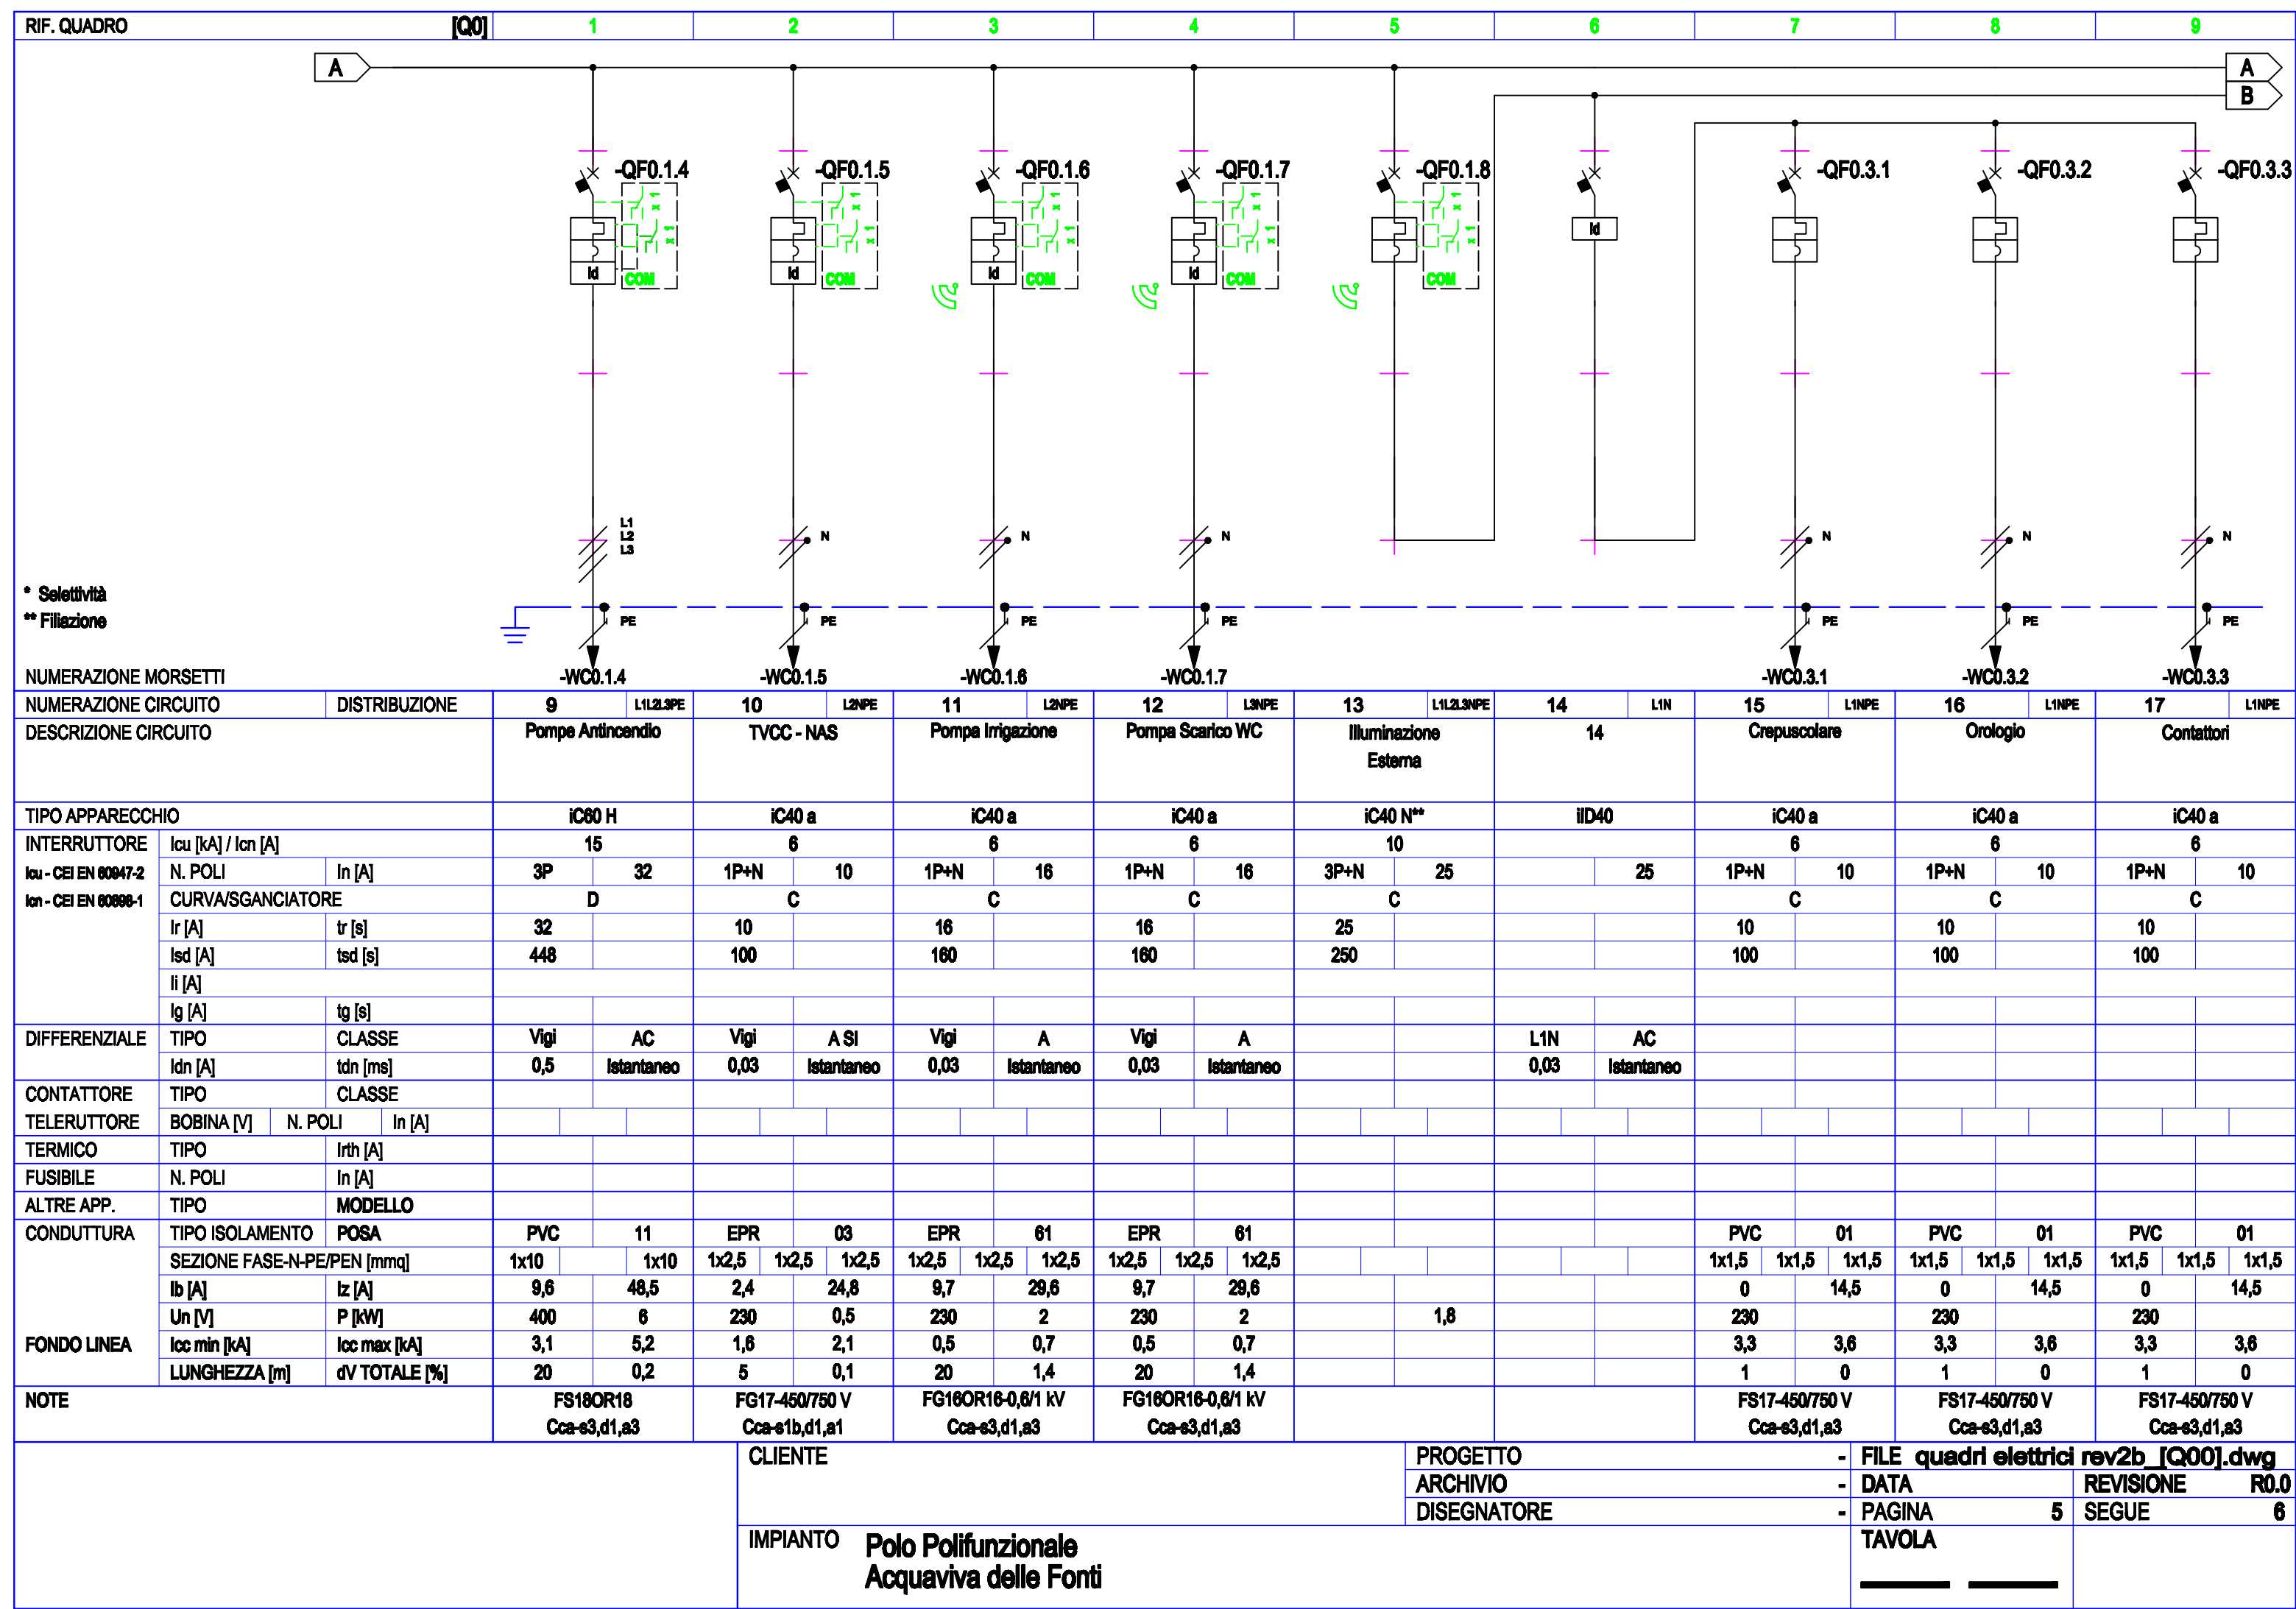 RIF. QUADRO [Q0] 1 2 3 4 5 6 7 8 9
A A
B
-QF0.1.4 -QF0.1.5 -QF0.1.6 -QF0.1.7 -QF0.1.8 -QF0.3.1 -QF0.3.2 -QF0.3.3
x 1 x 1 x 1 x 1 x 1
x 1 x 1 x 1 x 1 x 1
Id
Id Id Id Id
COM COM COM COM COM
L1
L2 N N N N N N
L3
* Selettività
** Filiazione PE PE PE PE PE PE PE
NUMERAZIONE MORSETTI -WC0.1.4 -WC0.1.5 -WC0.1.6 -WC0.1.7 -WC0.3.1 -WC0.3.2 -WC0.3.3
NUMERAZIONE CIRCUITO DISTRIBUZIONE 9 L1L2L3PE 10 L2NPE 11 L2NPE 12 L3NPE 13 L1L2L3NPE 14 L1N 15 L1NPE 16 L1NPE 17 L1NPE
DESCRIZIONE CIRCUITO Pompe Antincendio TVCC - NAS Pompa Irrigazione Pompa Scarico WC Illuminazione 14 Crepuscolare Orologio Contattori
Esterna
TIPO APPARECCHIO iC60 H iC40 a iC40 a iC40 a iC40 N** iID40 iC40 a iC40 a iC40 a
INTERRUTTORE Icu [kA] / Icn [A] 15 6 6 6 10 6 6 6
Icu - CEI EN 60947-2 N. POLI In [A] 3P 32 1P+N 10 1P+N 16 1P+N 16 3P+N 25 25 1P+N 10 1P+N 10 1P+N 10
Icn - CEI EN 60898-1 CURVA/SGANCIATORE D C C C C C C C
Ir [A] tr [s] 32 10 16 16 25 10 10 10
Isd [A] tsd [s] 448 100 160 160 250 100 100 100
Ii [A]
Ig [A] tg [s]
DIFFERENZIALE TIPO CLASSE Vigi AC Vigi A SI Vigi A Vigi A L1N AC
Idn [A] tdn [ms] 0,5 Istantaneo 0,03 Istantaneo 0,03 Istantaneo 0,03 Istantaneo 0,03 Istantaneo
CONTATTORE TIPO CLASSE
TELERUTTORE BOBINA [V] N. POLI In [A]
TERMICO TIPO Irth [A]
FUSIBILE N. POLI In [A]
ALTRE APP. TIPO MODELLO
CONDUTTURA TIPO ISOLAMENTO POSA PVC 11 EPR 03 EPR 61 EPR 61 PVC 01 PVC 01 PVC 01
SEZIONE FASE-N-PE/PEN [mmq] 1x10 1x10 1x2,5 1x2,5 1x2,5 1x2,5 1x2,5 1x2,5 1x2,5 1x2,5 1x2,5 1x1,5 1x1,5 1x1,5 1x1,5 1x1,5 1x1,5 1x1,5 1x1,5 1x1,5
Ib [A] Iz [A] 9,6 48,5 2,4 24,8 9,7 29,6 9,7 29,6 0 14,5 0 14,5 0 14,5
Un [V] P [kW] 400 6 230 0,5 230 2 230 2 1,8 230 230 230
FONDO LINEA Icc min [kA] Icc max [kA] 3,1 5,2 1,6 2,1 0,5 0,7 0,5 0,7 3,3 3,6 3,3 3,6 3,3 3,6
LUNGHEZZA [m] dV TOTALE [%] 20 0,2 5 0,1 20 1,4 20 1,4 1 0 1 0 1 0
NOTE FS18OR18 FG17-450/750 V FG16OR16-0,6/1 kV FG16OR16-0,6/1 kV FS17-450/750 V FS17-450/750 V FS17-450/750 V
Cca-s3,d1,a3 Cca-s1b,d1,a1 Cca-s3,d1,a3 Cca-s3,d1,a3 Cca-s3,d1,a3 Cca-s3,d1,a3 Cca-s3,d1,a3
CLIENTE PROGETTO - FILE quadri elettrici rev2b_[Q00].dwg
ARCHIVIO - DATA REVISIONE R0.0
DISEGNATORE - PAGINA 5 SEGUE 6
IMPIANTO Polo Polifunzionale TAVOLA
Acquaviva delle Fonti